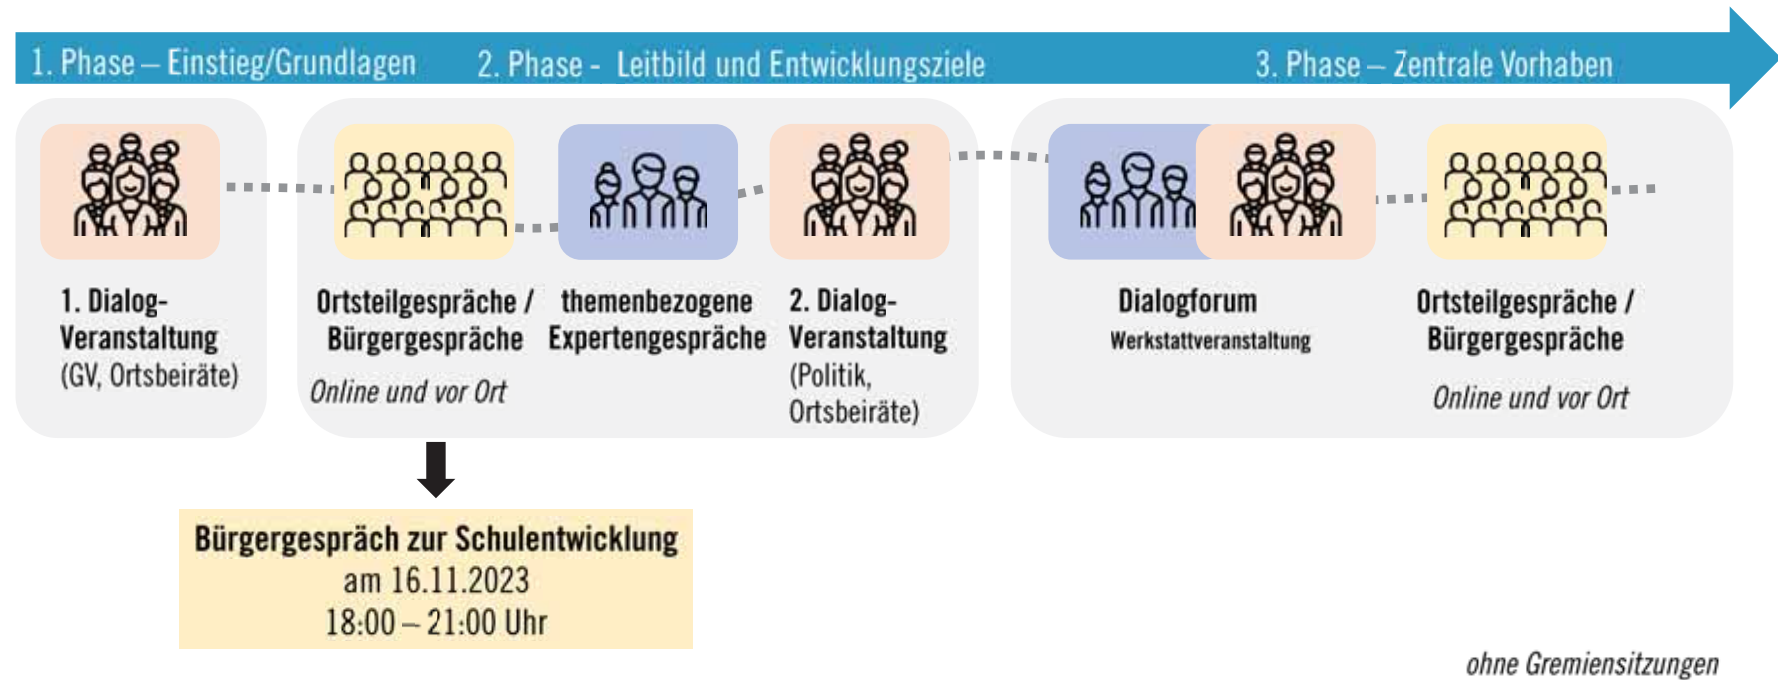 1. Phase – Einstieg/Grundlagen
2. Phase - Leitbild und Entwicklungsziele
3. Phase – Zentrale Vorhaben
1. Dialog-
Veranstaltung
(GV, Ortsbeiräte)
Ortsteilgespräche /
Bürgergespräche
Online und vor Ort
themenbezogene
Expertengespräche
2. Dialog-
Veranstaltung
(Politik,
Ortsbeiräte)
Dialogforum
Werkstattveranstaltung
Ortsteilgespräche /
Bürgergespräche
Online und vor Ort
Bürgergespräch zur Schulentwicklung
am 16.11.2023
18:00 – 21:00 Uhr
ohne Gremiensitzungen